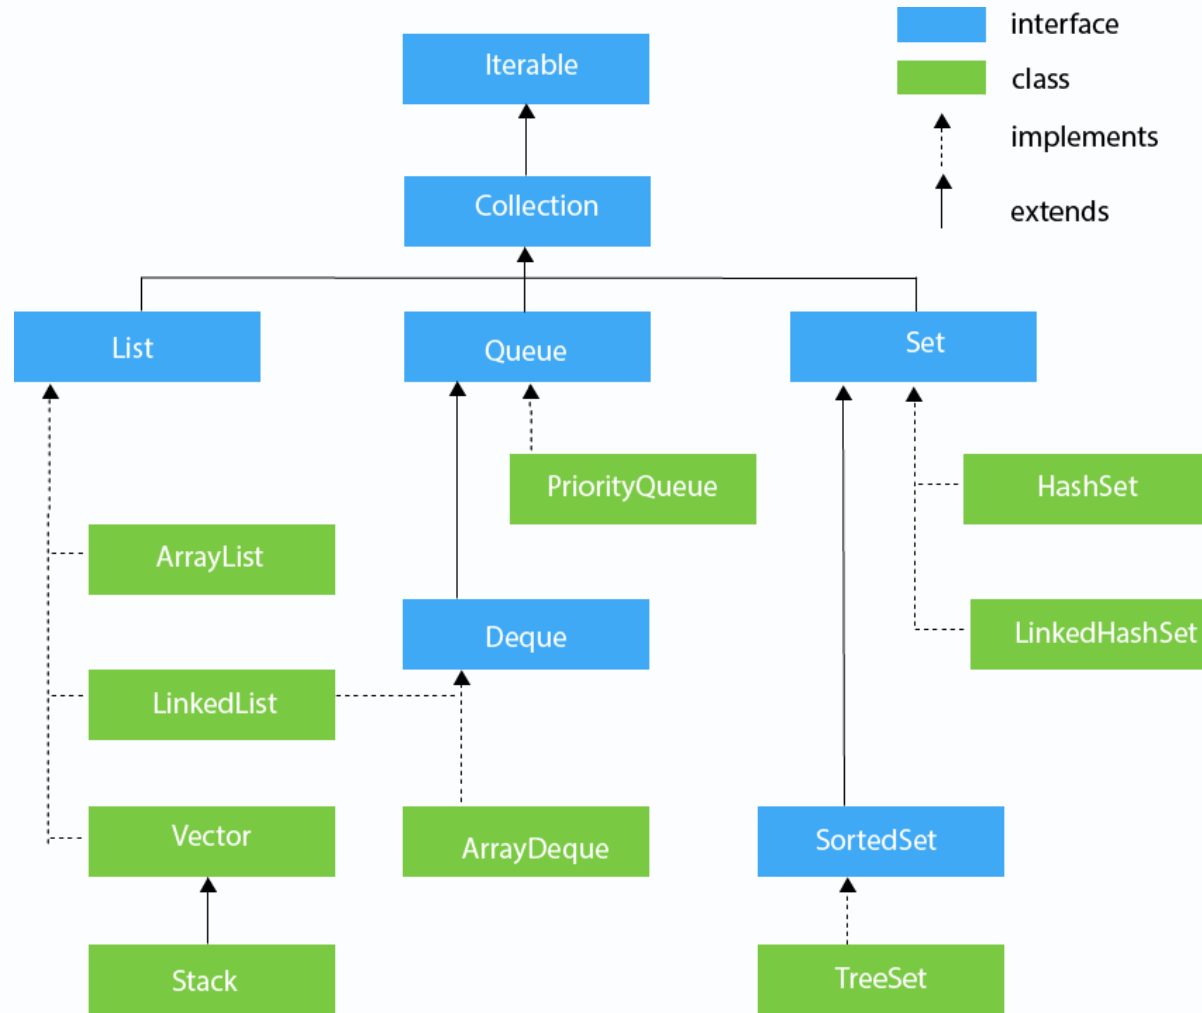 interface
Iterable
class
implements
Collection
extends
List
Queue
Set
PriorityQueue
HashSet
ArrayList
Deque
LinkedHashSet
LinkedList
Vector
ArrayDeque
SortedSet
Stack
TreeSet